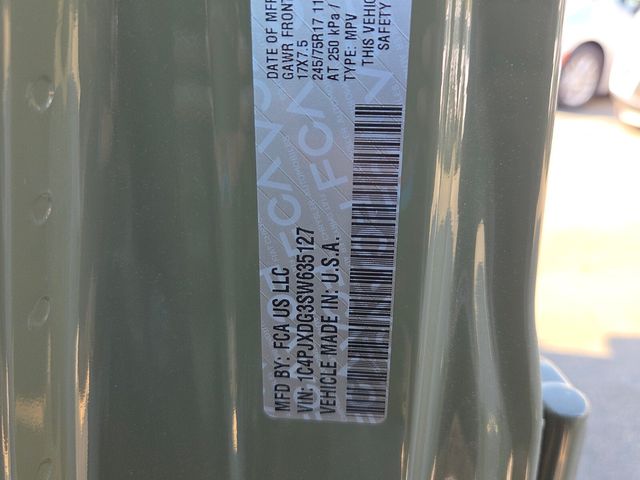 DATE OF MFR
GAWR FRONT
17X7.5
245/75R17 11
AT 250 kPa /
TYPE: MPV
THIS VEHIC
SAFETY
MFD BY: FCA US LLC
VIN: 1C4PJXDG3SW635127
VEHICLE MADE IN: U.S.A.